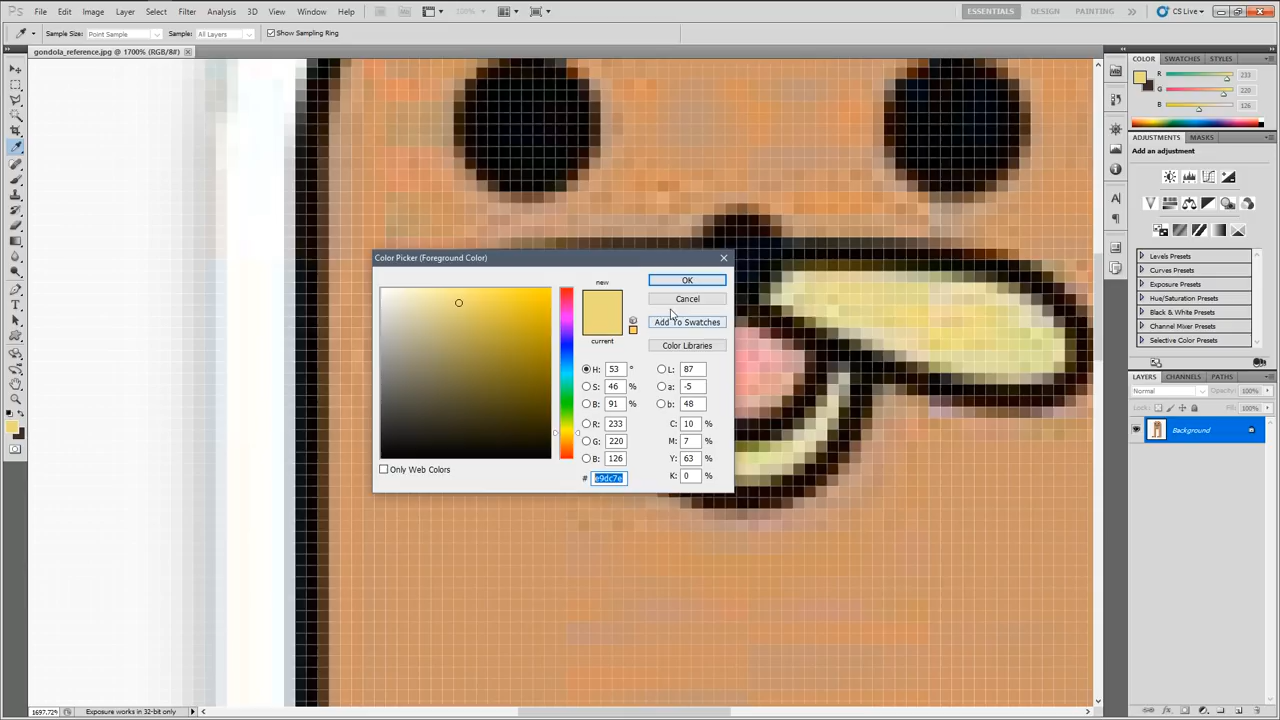 Ps File Edit Image Layer Select Filter Analysis 3D View Window Help 100% ESSENTIALS DESIGN PAINTING CS Live
Sample Size: Point Sample Sample: All Layers Show Sampling Ring
gondola_reference.jpg @ 1700% (RGB/8#)
COLOR SWATCHES STYLES
R 233
G 220
B 126
ADJUSTMENTS MASKS
Add an adjustment
Levels Presets
Curves Presets
Exposure Presets
Hue/Saturation Presets
Black & White Presets
Channel Mixer Presets
Selective Color Presets
LAYERS CHANNELS PATHS
Normal Opacity: 100%
Lock: Fill: 100%
Background
Color Picker (Foreground Color)
new
current
OK
Cancel
Add To Swatches
Color Libraries
H: 53 ° L: 87
S: 46 % a: -5
B: 91 % b: 48
R: 233 C: 10 %
G: 220 M: 7 %
B: 126 Y: 63 %
# e9dc7e K: 0 %
Only Web Colors
1697.72% Exposure works in 32-bit only